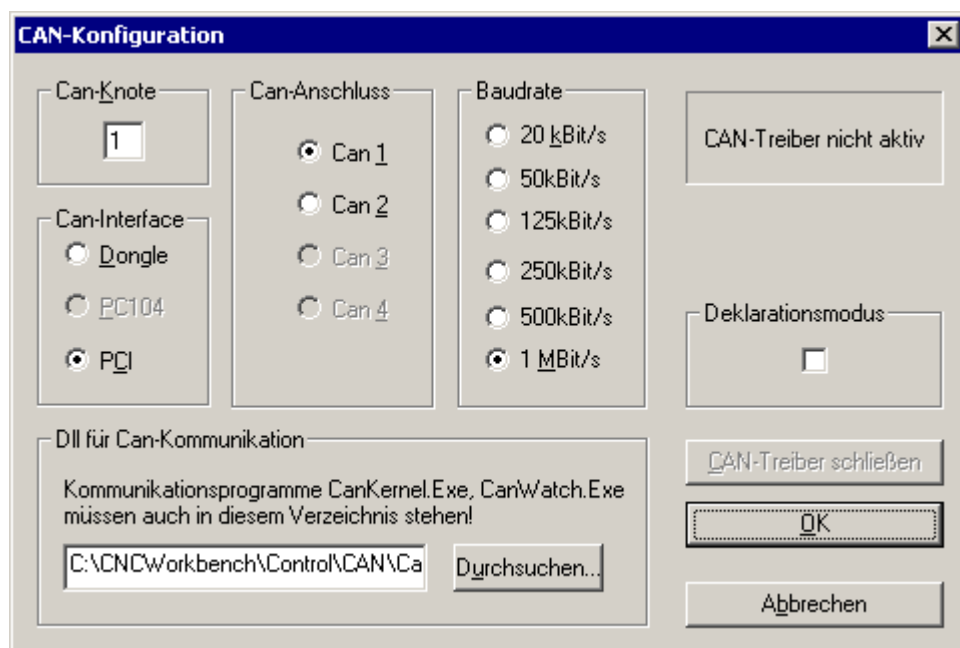 CAN-Konfiguration
Can-Knote
1
Can-Anschluss
Can 1
Can 2
Can 3
Can 4
Baudrate
20 kBit/s
50kBit/s
125kBit/s
250kBit/s
500kBit/s
1 MBit/s
CAN-Treiber nicht aktiv
Can-Interface
Dongle
PC104
PCI
Deklarationsmodus
Dll für Can-Kommunikation
Kommunikationsprogramme CanKernel.Exe, CanWatch.Exe
müssen auch in diesem Verzeichnis stehen!
C:\CNCWorkbench\Control\CAN\Ca
Durchsuchen...
CAN-Treiber schließen
OK
Abbrechen